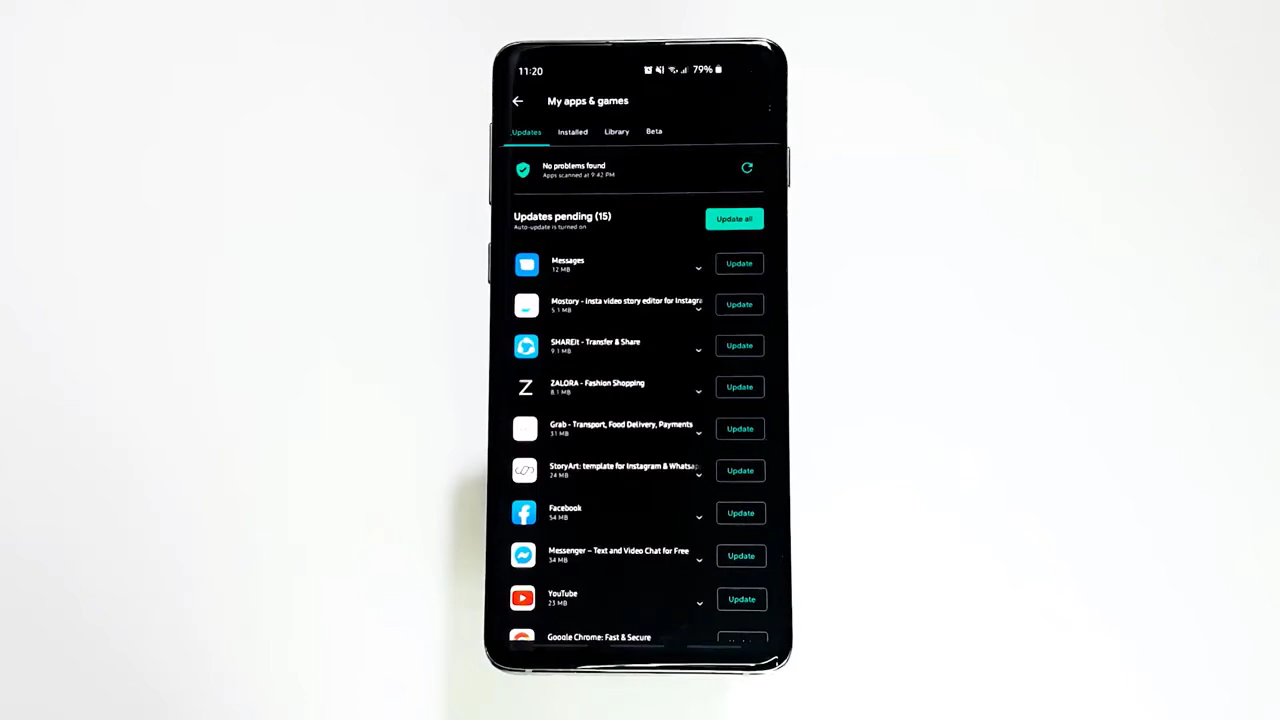 11:20
79%
My apps & games
Updates
Installed
Library
Beta
No problems found
Apps scanned at 9:42 PM
Updates pending (15)
Auto-update is turned on
Update all
Messages
12 MB
Update
Mostory - insta video story editor for Instagra
5.1 MB
Update
SHAREit - Transfer & Share
9.1 MB
Update
ZALORA - Fashion Shopping
8.1 MB
Update
Grab - Transport, Food Delivery, Payments
31 MB
Update
StoryArt: template for Instagram & Whatsap
24 MB
Update
Facebook
54 MB
Update
Messenger – Text and Video Chat for Free
34 MB
Update
YouTube
23 MB
Update
Google Chrome: Fast & Secure